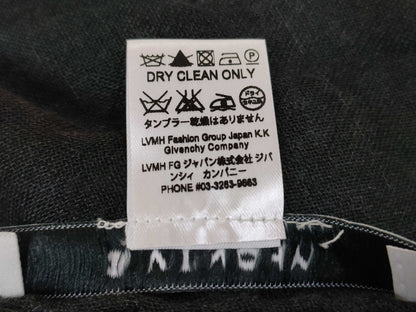 DRY CLEAN ONLY
タンブラー乾燥はありません
LVMH Fashion Group Japan K.K
Givenchy Company
LVMH FG ジャパン株式会社 ジバ
ンシィ カンパニー
PHONE #03-3263-9663